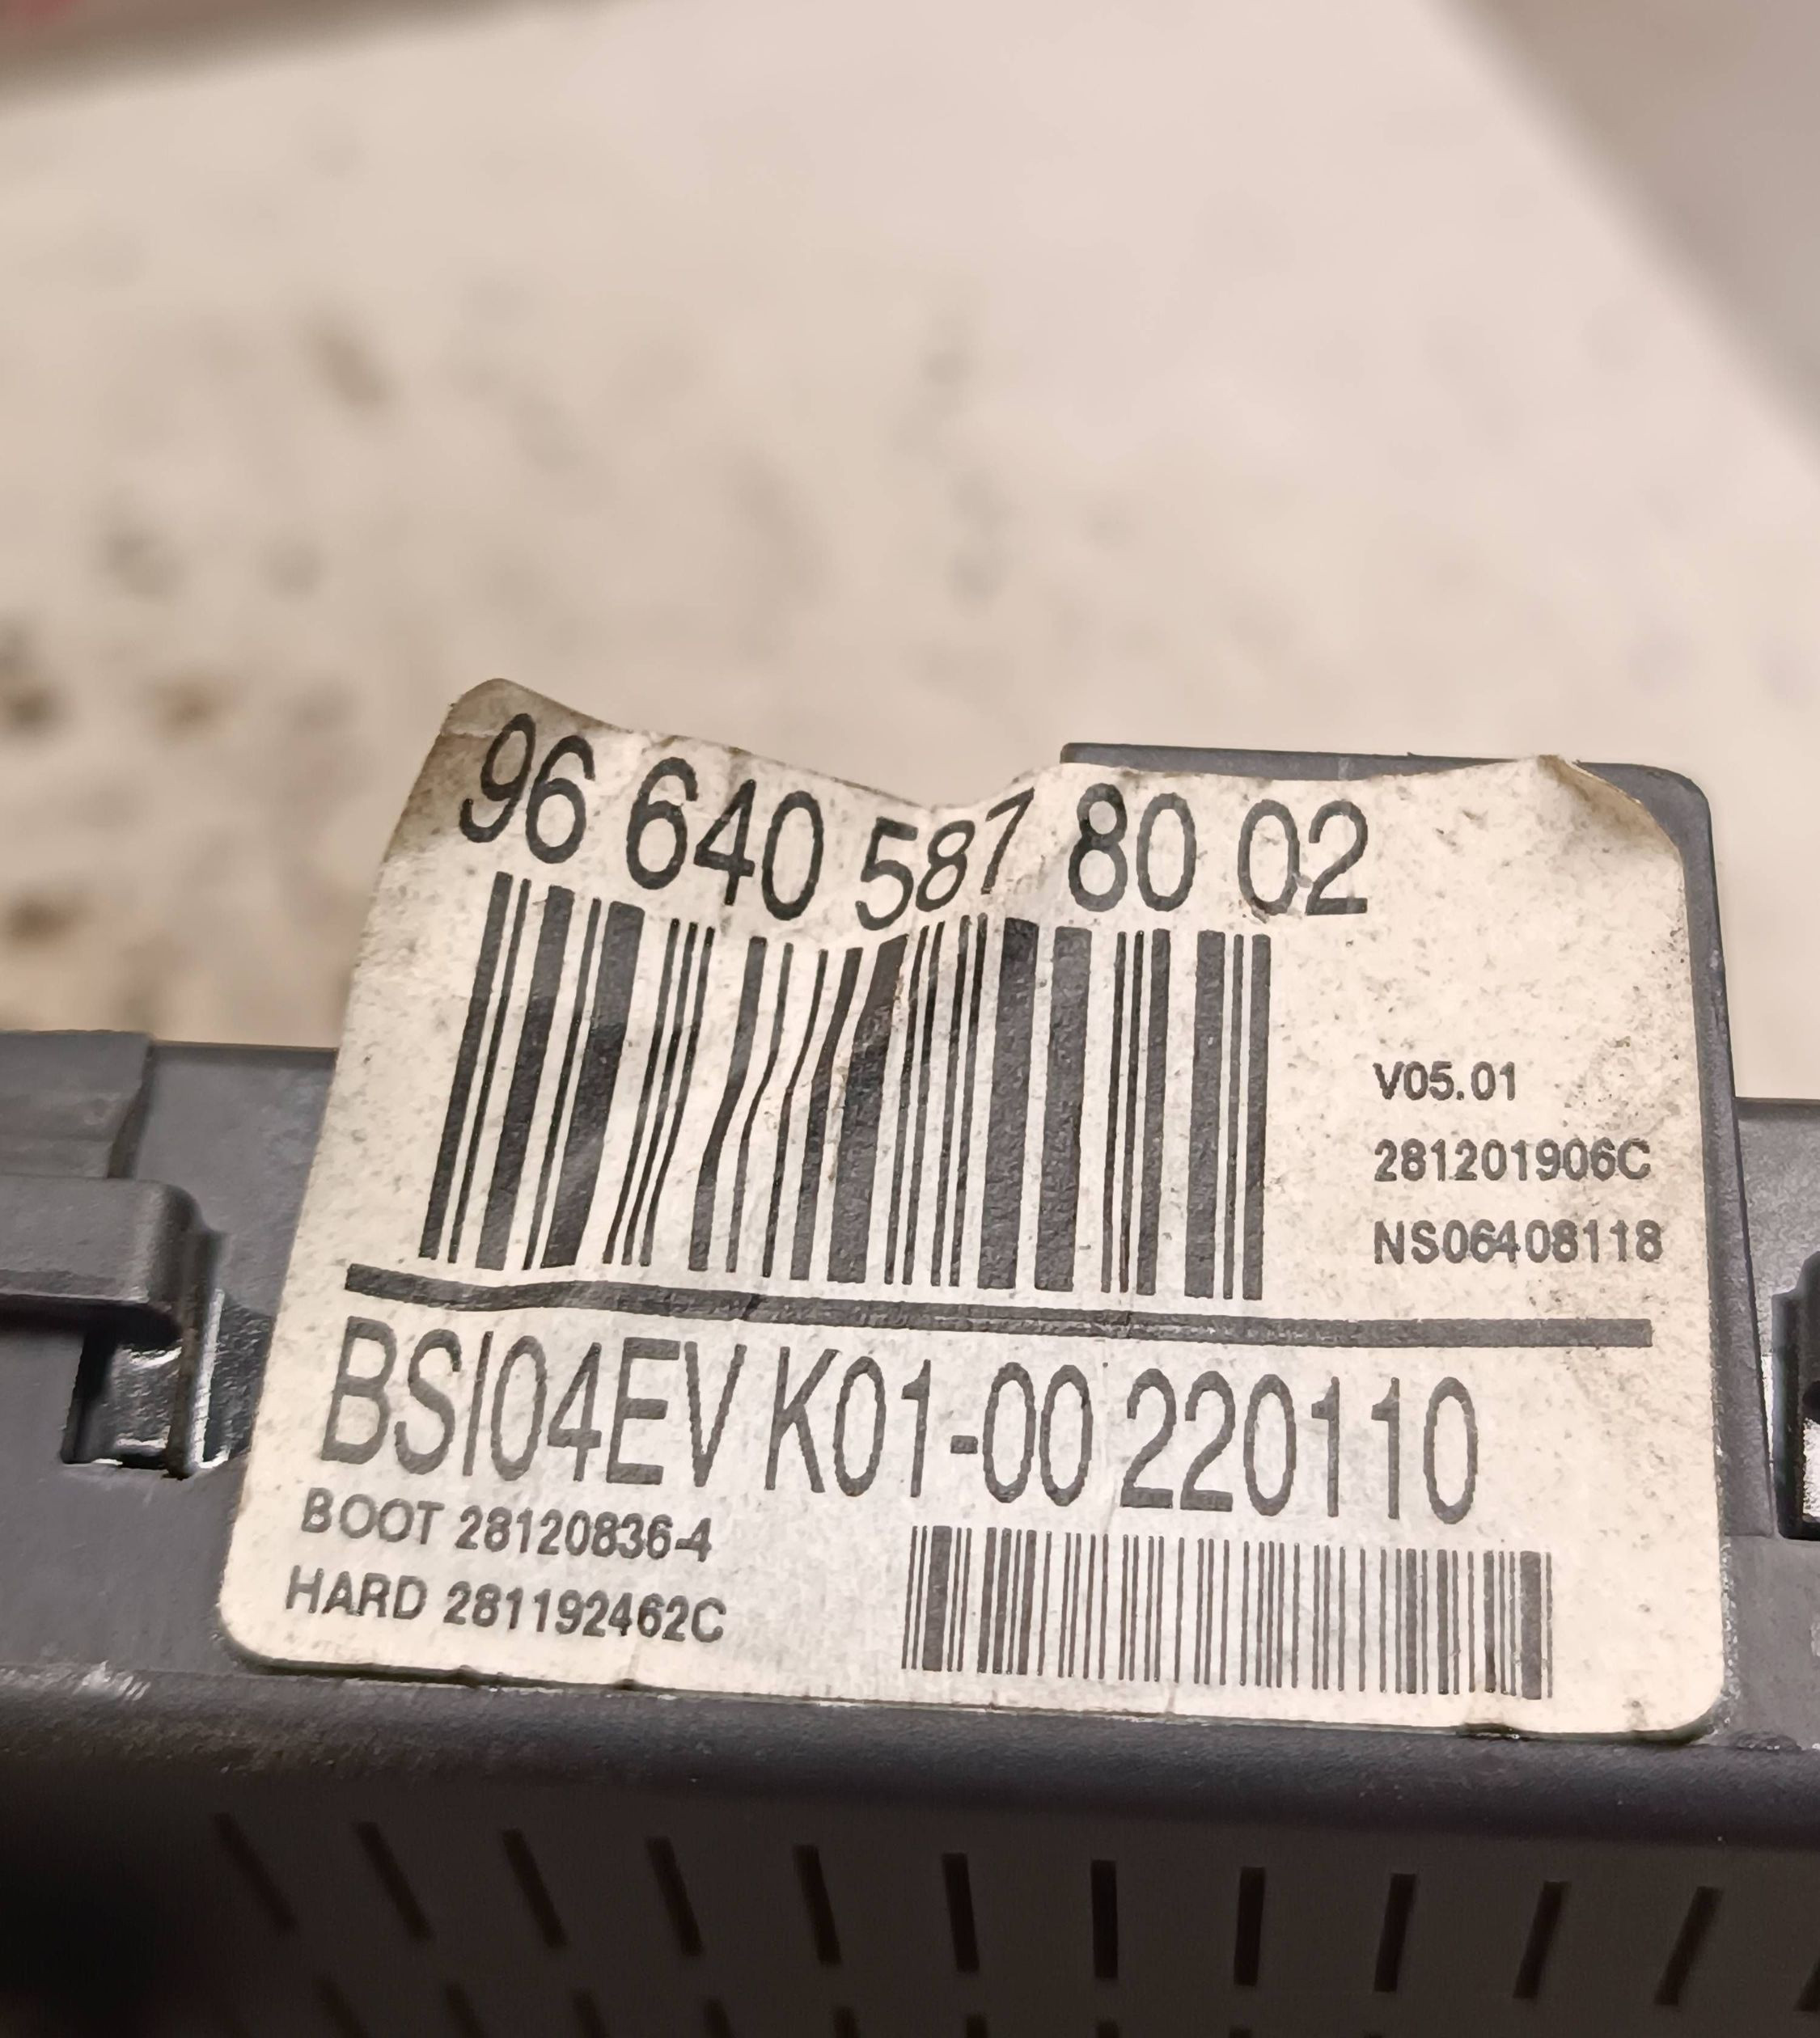 96 640 587 80 02
V05.01
281201906C
NS06408118
BSI04EV K01-00 220110
BOOT 28120836-4
HARD 281192462C